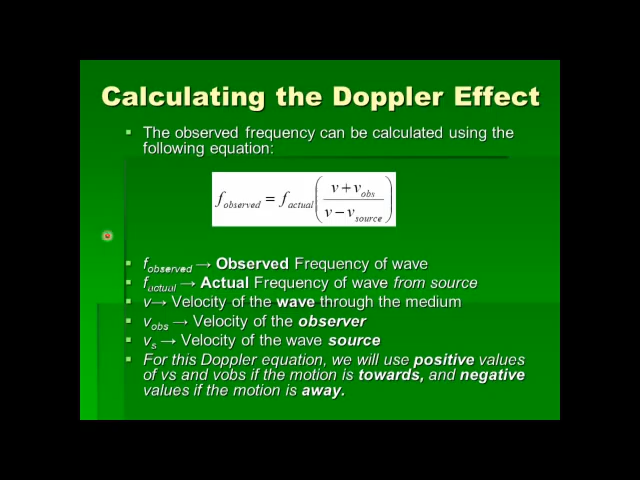 Calculating the Doppler Effect
▪ The observed frequency can be calculated using the
following equation:
f_observed = f_actual ( (v + v_obs) / (v − v_source) )
▪ f_observed → Observed Frequency of wave
▪ f_actual → Actual Frequency of wave from source
▪ v→ Velocity of the wave through the medium
▪ v_obs → Velocity of the observer
▪ v_s → Velocity of the wave source
▪ For this Doppler equation, we will use positive values
of vs and vobs if the motion is towards, and negative
values if the motion is away.